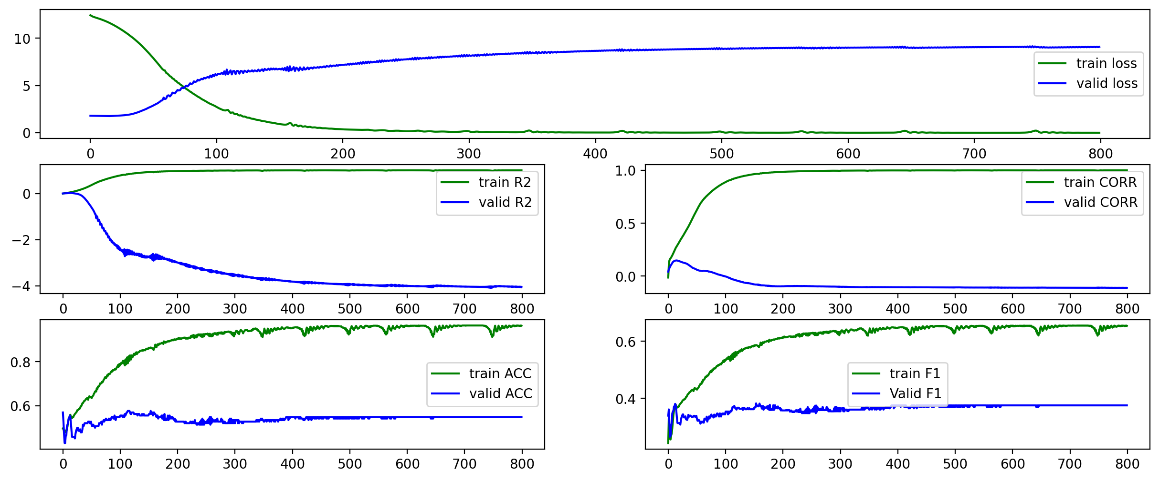 10
5
0
train loss
valid loss
0 100 200 300 400 500 600 700 800
0
−2
−4
train R2
valid R2
0 100 200 300 400 500 600 700 800
1.0
0.5
0.0
train CORR
valid CORR
0 100 200 300 400 500 600 700 800
0.8
0.6
train ACC
valid ACC
0 100 200 300 400 500 600 700 800
0.6
0.4
train F1
Valid F1
0 100 200 300 400 500 600 700 800